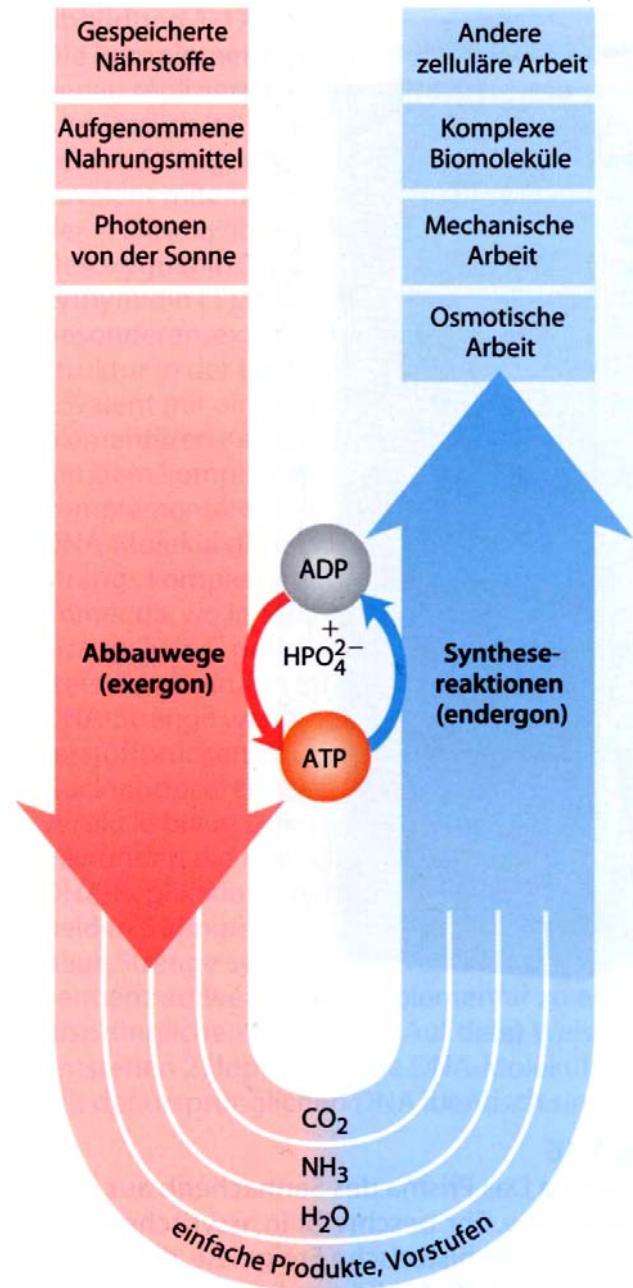 Gespeicherte
Nährstoffe
Aufgenommene
Nahrungsmittel
Photonen
von der Sonne
Andere
zelluläre Arbeit
Komplexe
Biomoleküle
Mechanische
Arbeit
Osmotische
Arbeit
ADP
+
HPO₄²⁻
ATP
Abbauwege
(exergon)
Synthese-
reaktionen
(endergon)
CO₂
NH₃
H₂O
einfache Produkte, Vorstufen